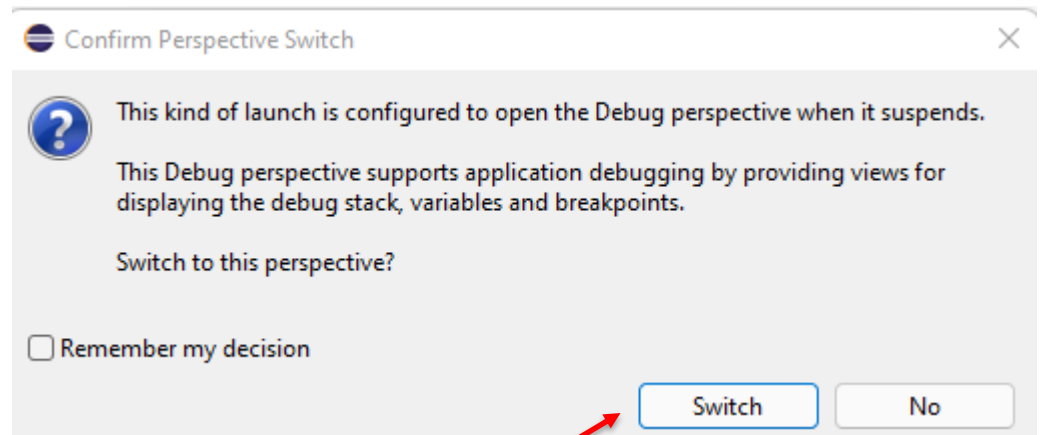 Confirm Perspective Switch
This kind of launch is configured to open the Debug perspective when it suspends.
This Debug perspective supports application debugging by providing views for
displaying the debug stack, variables and breakpoints.
Switch to this perspective?
Remember my decision
Switch No